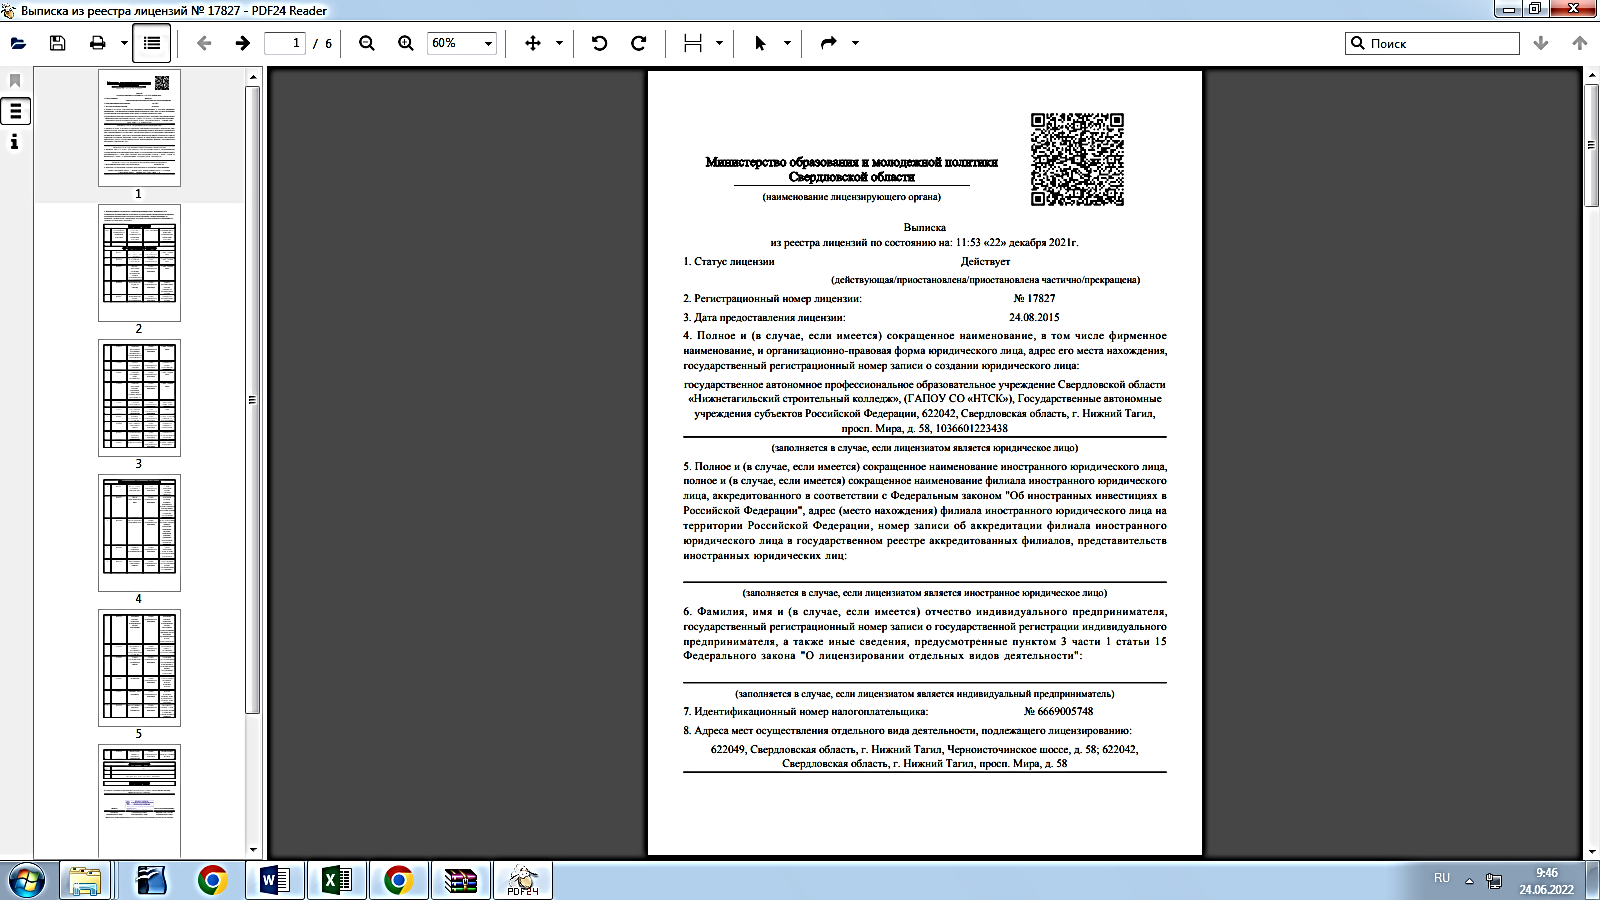 Выписка из реестра лицензий № 17827 - PDF24 Reader
1 / 6
60%
Поиск
Министерство образования и молодежной политики
Свердловской области
(наименование лицензирующего органа)
Выписка
из реестра лицензий по состоянию на: 11:53 «22» декабря 2021г.
1. Статус лицензии Действует
(действующая/приостановлена/приостановлена частично/прекращена)
2. Регистрационный номер лицензии: № 17827
3. Дата предоставления лицензии: 24.08.2015
4. Полное и (в случае, если имеется) сокращенное наименование, в том числе фирменное
наименование, и организационно-правовая форма юридического лица, адрес его места нахождения,
государственный регистрационный номер записи о создании юридического лица:
государственное автономное профессиональное образовательное учреждение Свердловской области
«Нижнетагильский строительный колледж», (ГАПОУ СО «НТСК»), Государственные автономные
учреждения субъектов Российской Федерации, 622042, Свердловская область, г. Нижний Тагил,
просп. Мира, д. 58, 1036601223438
(заполняется в случае, если лицензиатом является юридическое лицо)
5. Полное и (в случае, если имеется) сокращенное наименование иностранного юридического лица,
полное и (в случае, если имеется) сокращенное наименование филиала иностранного юридического
лица, аккредитованного в соответствии с Федеральным законом "Об иностранных инвестициях в
Российской Федерации", адрес (место нахождения) филиала иностранного юридического лица на
территории Российской Федерации, номер записи об аккредитации филиала иностранного
юридического лица в государственном реестре аккредитованных филиалов, представительств
иностранных юридических лиц:
(заполняется в случае, если лицензиатом является иностранное юридическое лицо)
6. Фамилия, имя и (в случае, если имеется) отчество индивидуального предпринимателя,
государственный регистрационный номер записи о государственной регистрации индивидуального
предпринимателя, а также иные сведения, предусмотренные пунктом 3 части 1 статьи 15
Федерального закона "О лицензировании отдельных видов деятельности":
(заполняется в случае, если лицензиатом является индивидуальный предприниматель)
7. Идентификационный номер налогоплательщика: № 6669005748
8. Адреса мест осуществления отдельного вида деятельности, подлежащего лицензированию:
622049, Свердловская область, г. Нижний Тагил, Черноисточинское шоссе, д. 58; 622042,
Свердловская область, г. Нижний Тагил, просп. Мира, д. 58
1
2
3
4
5
PDF24
RU
9:46
24.06.2022